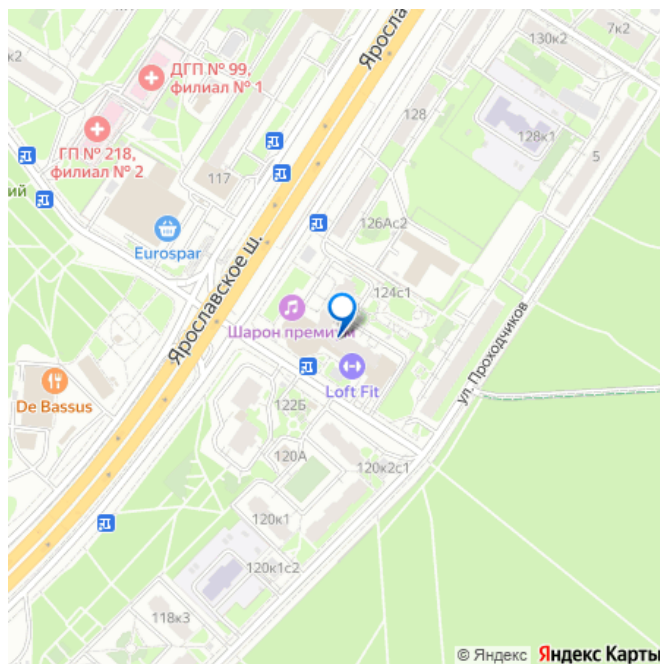 130к2
7к2
Ярослав
ДГП № 99,
филиал № 1
128
128к1
ГП № 218,
филиал № 2
5
117
ий
126Ас2
Eurospar
124с1
Ярославское ш.
Шарон премиум
ул. Проходчиков
Loft Fit
De Bassus
122Б
120А
120к2с1
120к1
120к1с2
118к3
© Яндекс Яндекс Карты